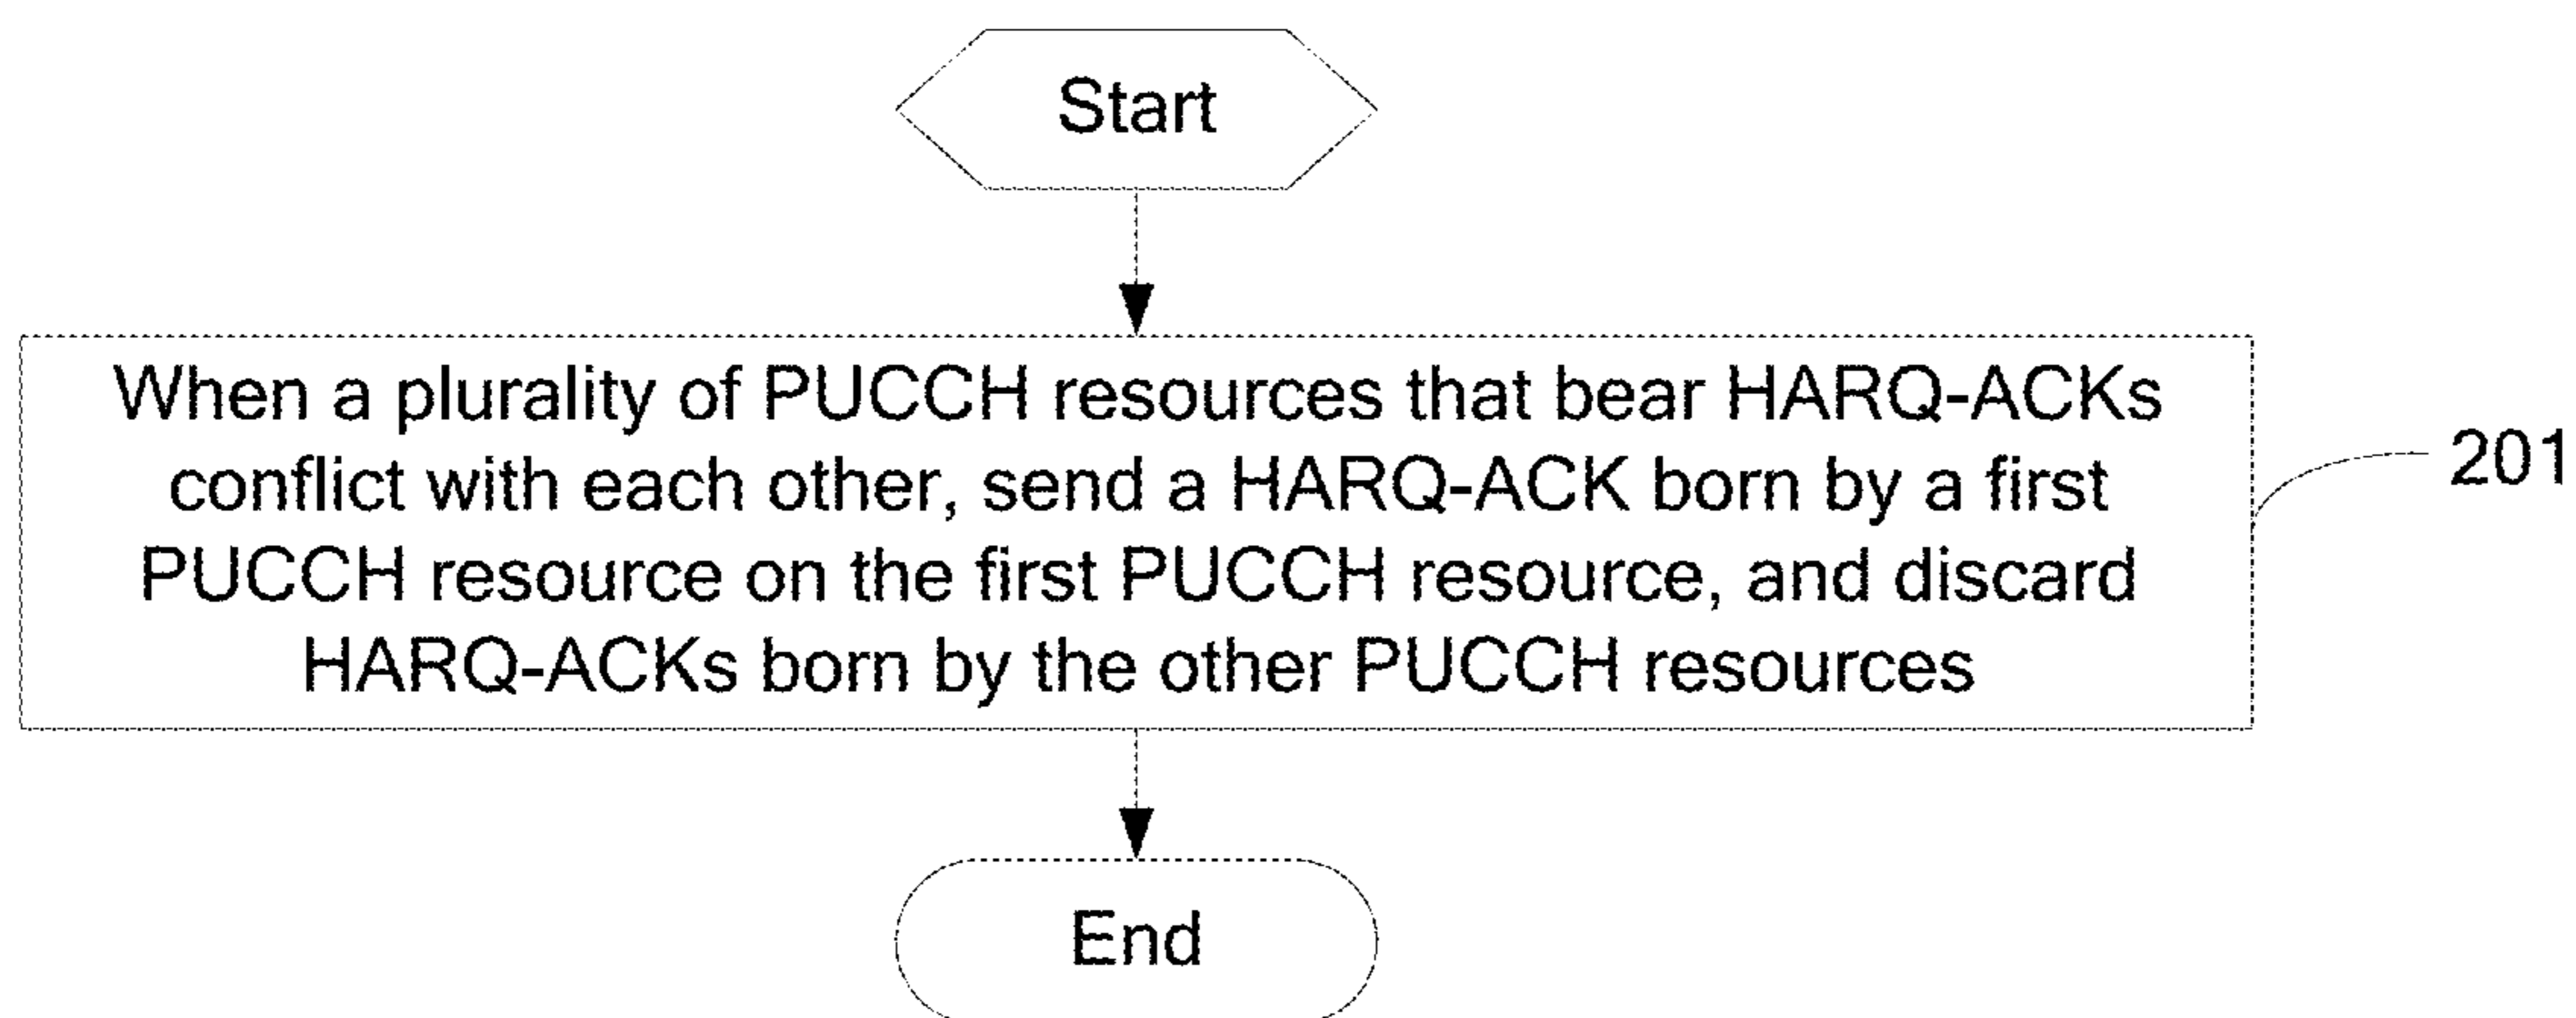 Start
When a plurality of PUCCH resources that bear HARQ-ACKs
conflict with each other, send a HARQ-ACK born by a first
PUCCH resource on the first PUCCH resource, and discard
HARQ-ACKs born by the other PUCCH resources
201
End